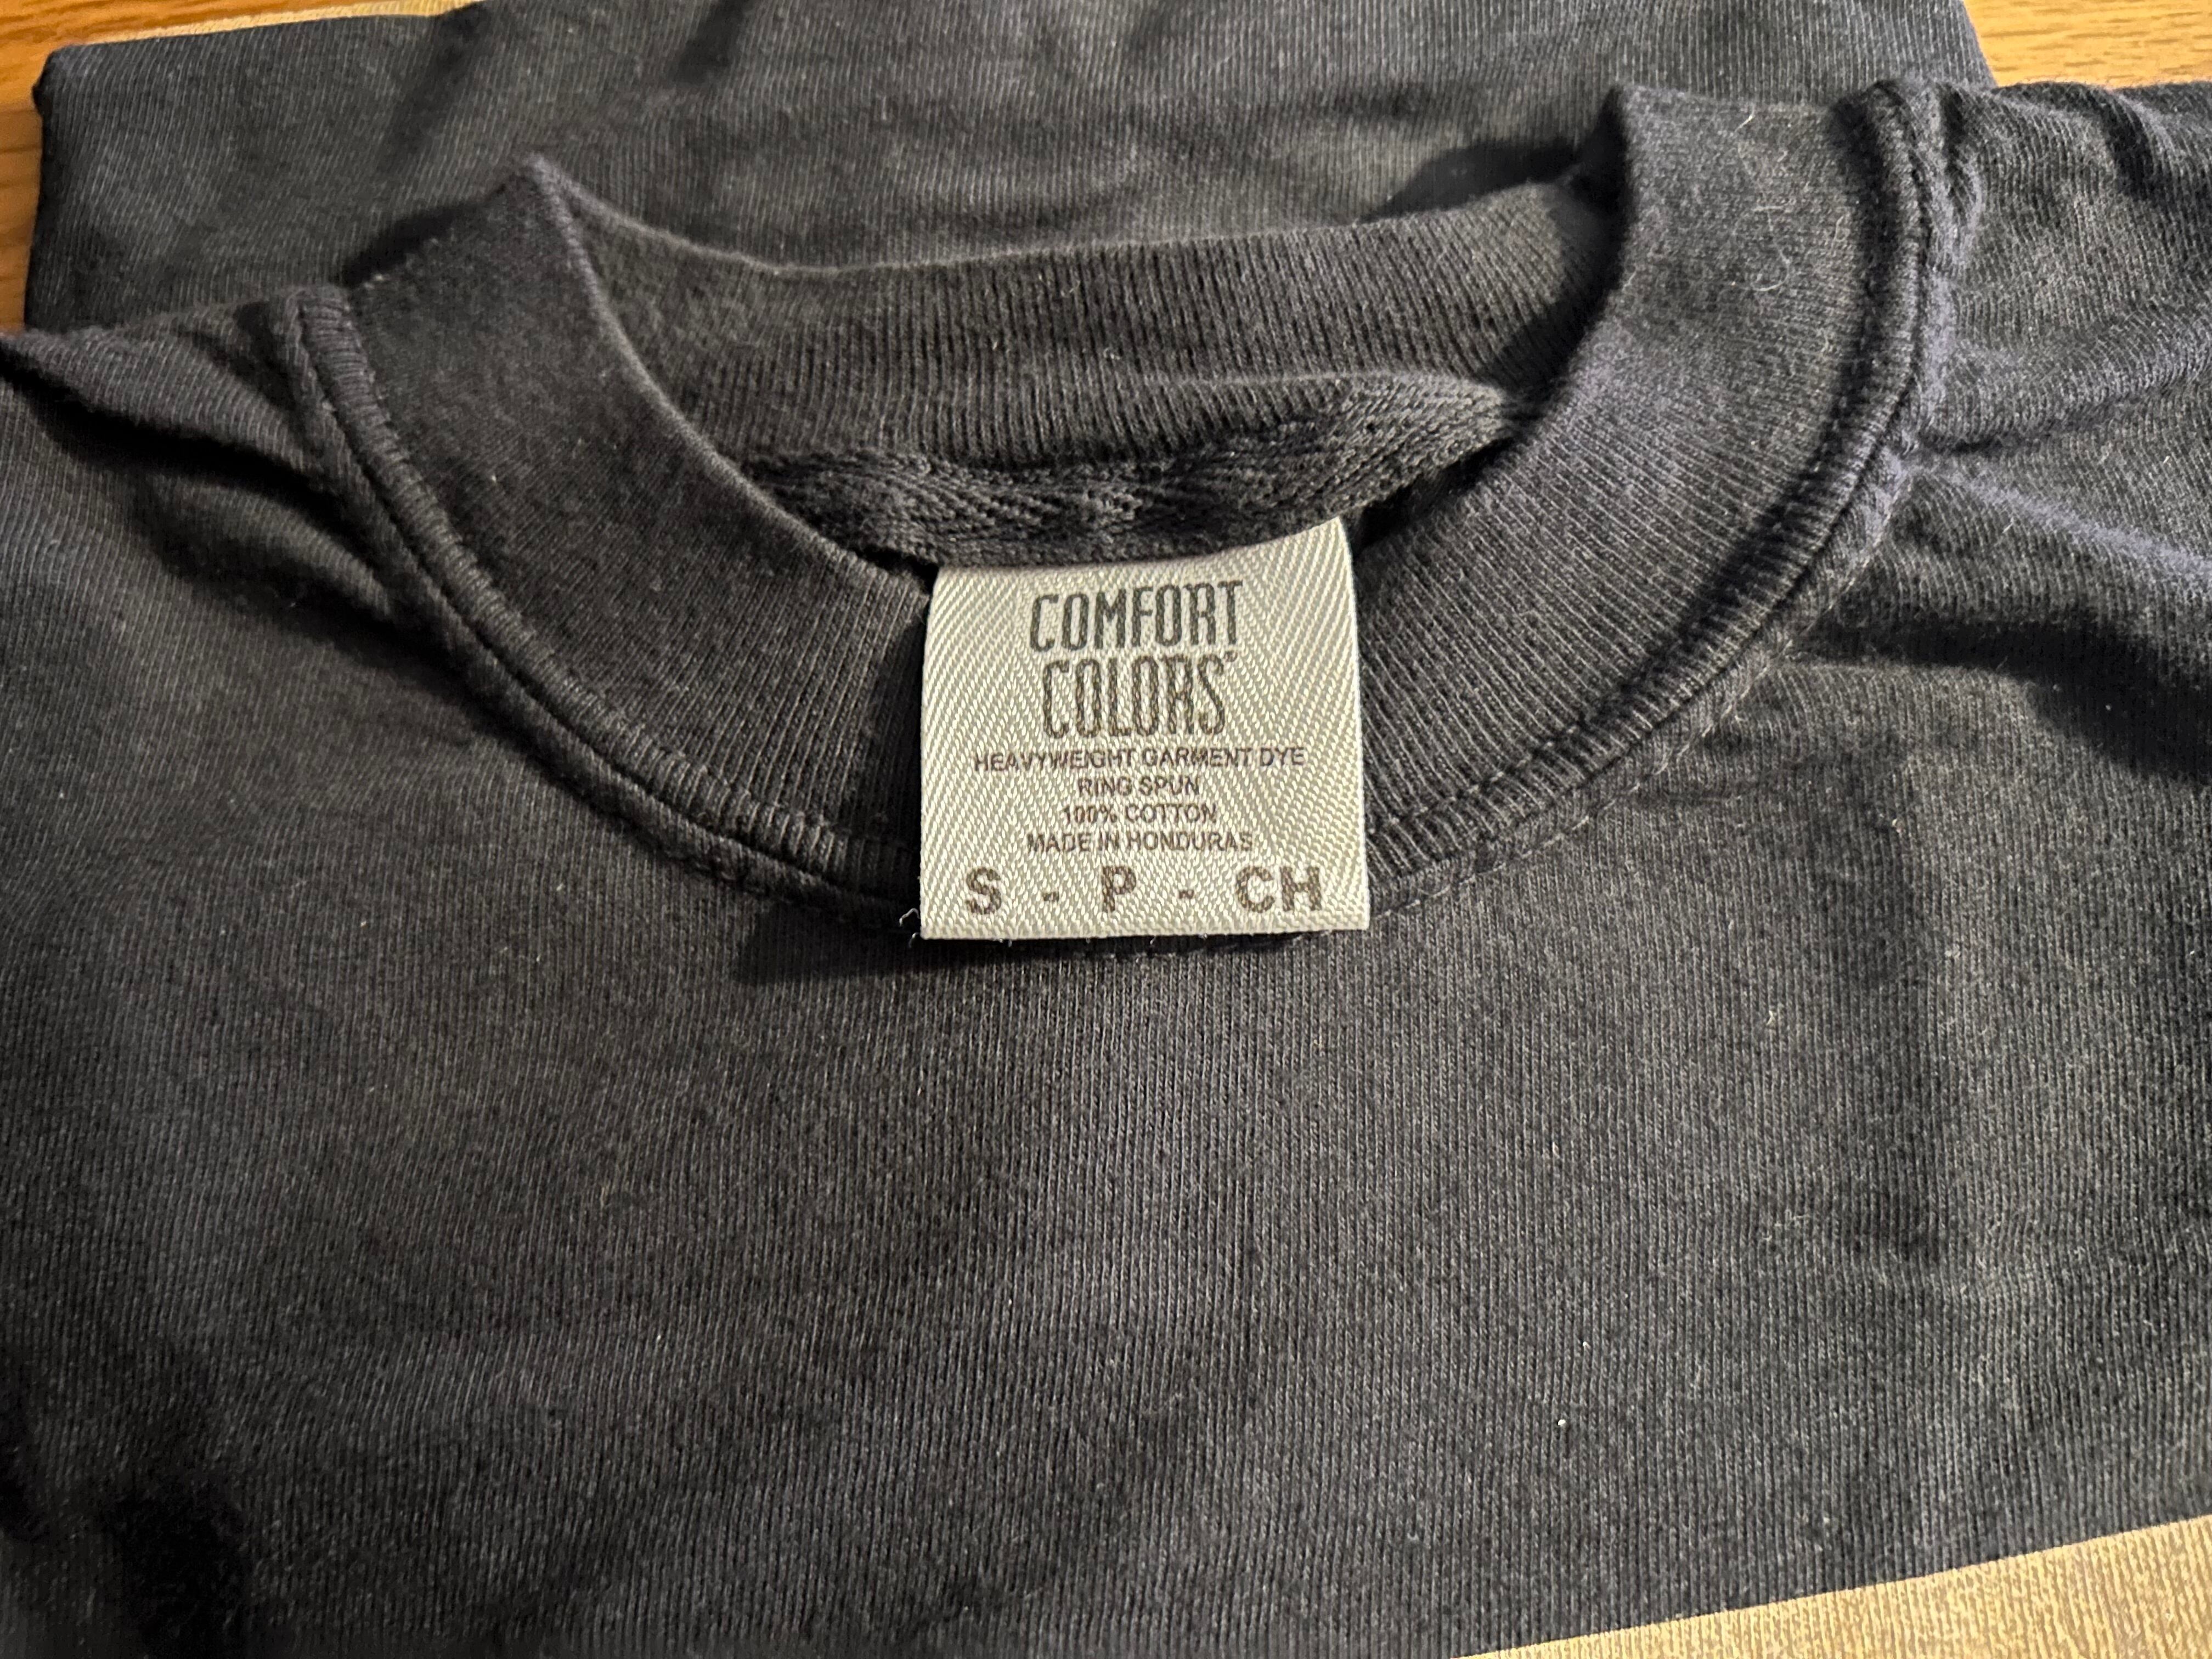 COMFORT
COLORS®
HEAVYWEIGHT GARMENT DYE
RING SPUN
100% COTTON
MADE IN HONDURAS
S - P - CH